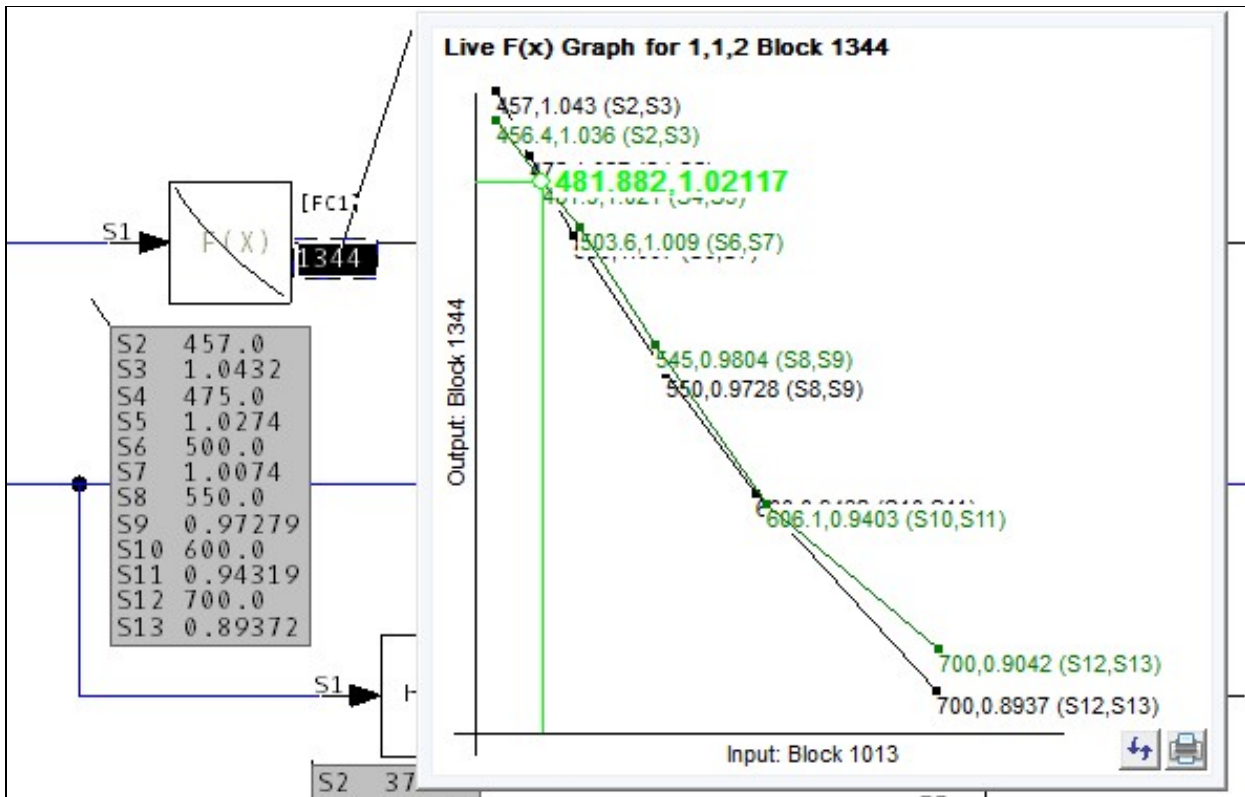 Live F(x) Graph for 1,1,2 Block 1344
457,1.043 (S2,S3)
456.4,1.036 (S2,S3)
481.882,1.02117
503.6,1.009 (S6,S7)
545,0.9804 (S8,S9)
550,0.9728 (S8,S9)
606.1,0.9403 (S10,S11)
700,0.9042 (S12,S13)
700,0.8937 (S12,S13)
Output: Block 1344
Input: Block 1013
S1
F(X)
[FC1]
1344
S2 457.0
S3 1.0432
S4 475.0
S5 1.0274
S6 500.0
S7 1.0074
S8 550.0
S9 0.97279
S10 600.0
S11 0.94319
S12 700.0
S13 0.89372
S1
H
S2 37